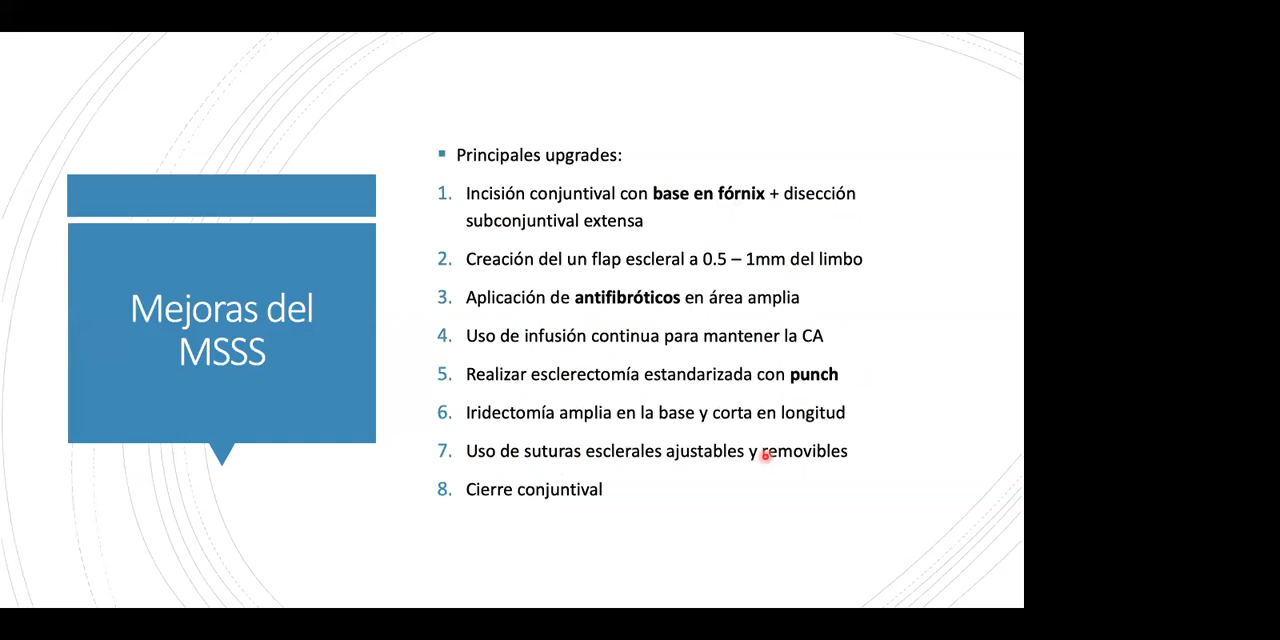 Mejoras del
MSSS
Principales upgrades:
1. Incisión conjuntival con base en fórnix + disección
subconjuntival extensa
2. Creación del un flap escleral a 0.5 – 1mm del limbo
3. Aplicación de antifibróticos en área amplia
4. Uso de infusión continua para mantener la CA
5. Realizar esclerectomía estandarizada con punch
6. Iridectomía amplia en la base y corta en longitud
7. Uso de suturas esclerales ajustables y removibles
8. Cierre conjuntival